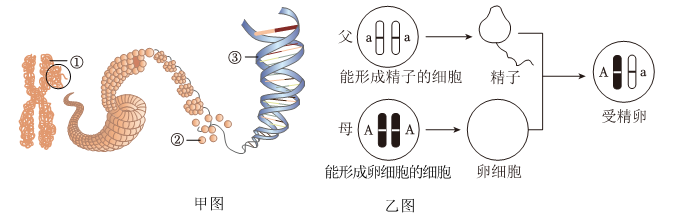 ①
②
③
甲图
父
a a
能形成精子的细胞
精子
母
A A
能形成卵细胞的细胞
卵细胞
A a
受精卵
乙图